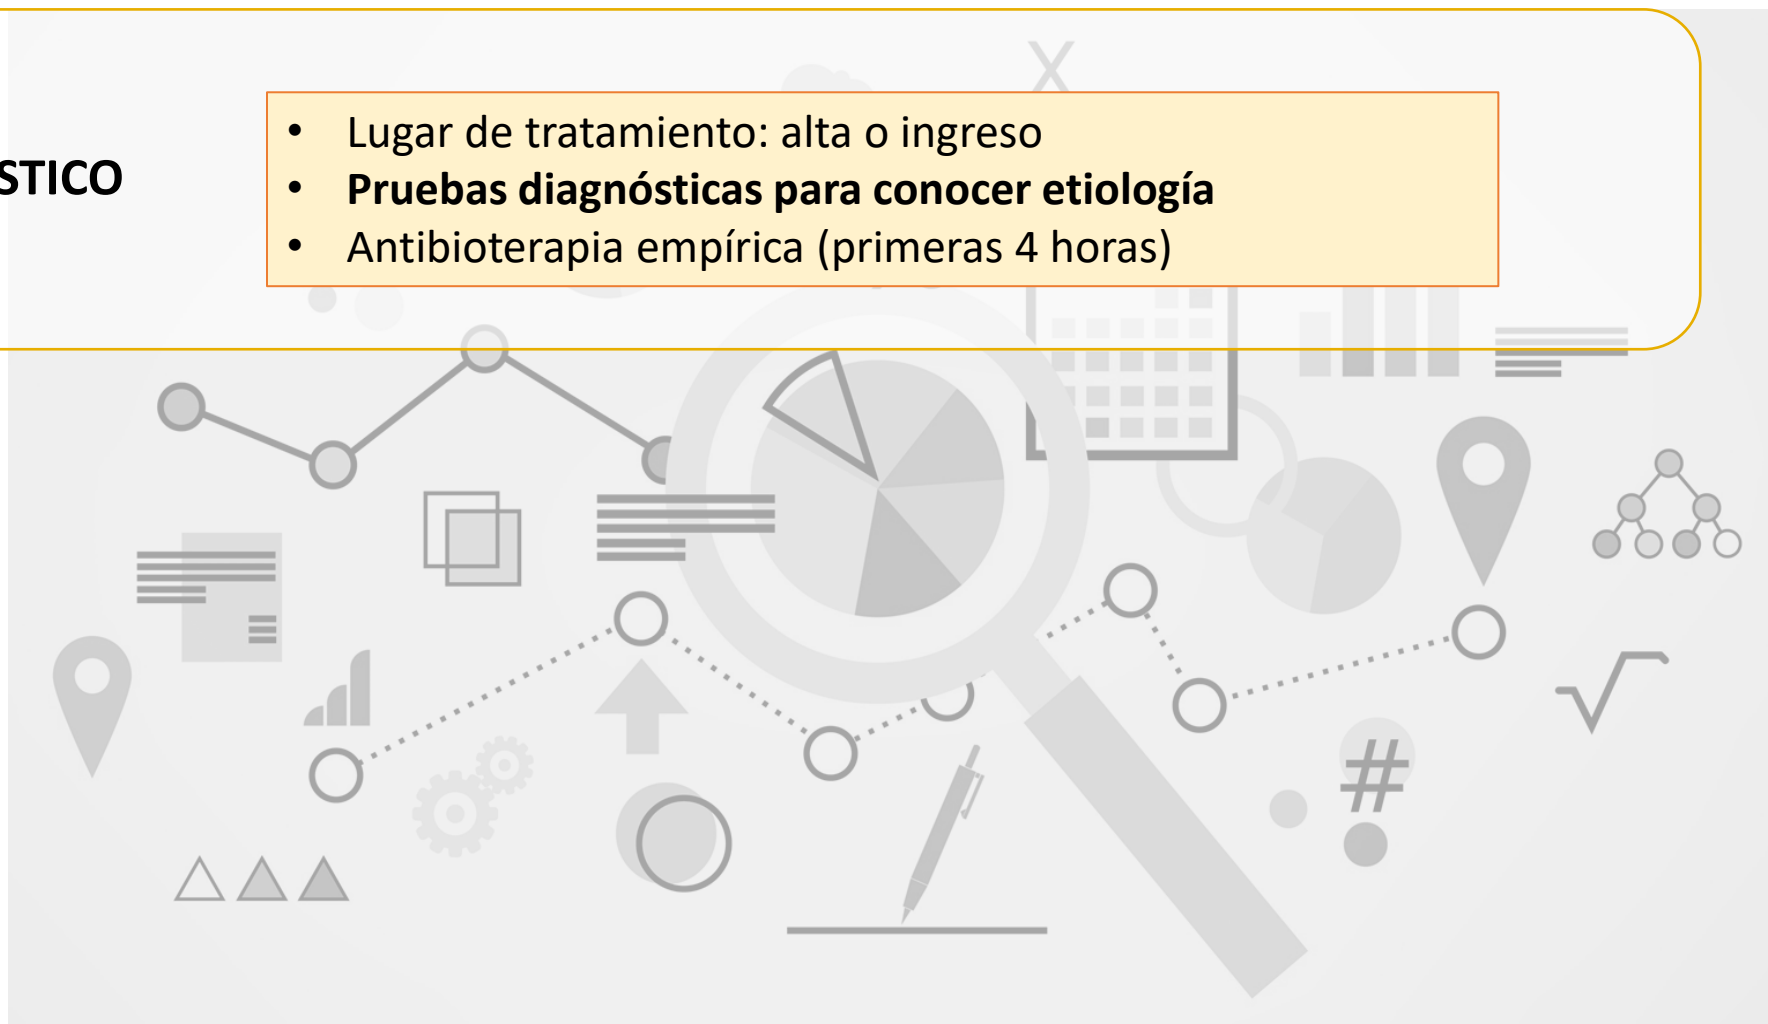 X
STICO
• Lugar de tratamiento: alta o ingreso
• Pruebas diagnósticas para conocer etiología
• Antibioterapia empírica (primeras 4 horas)
#